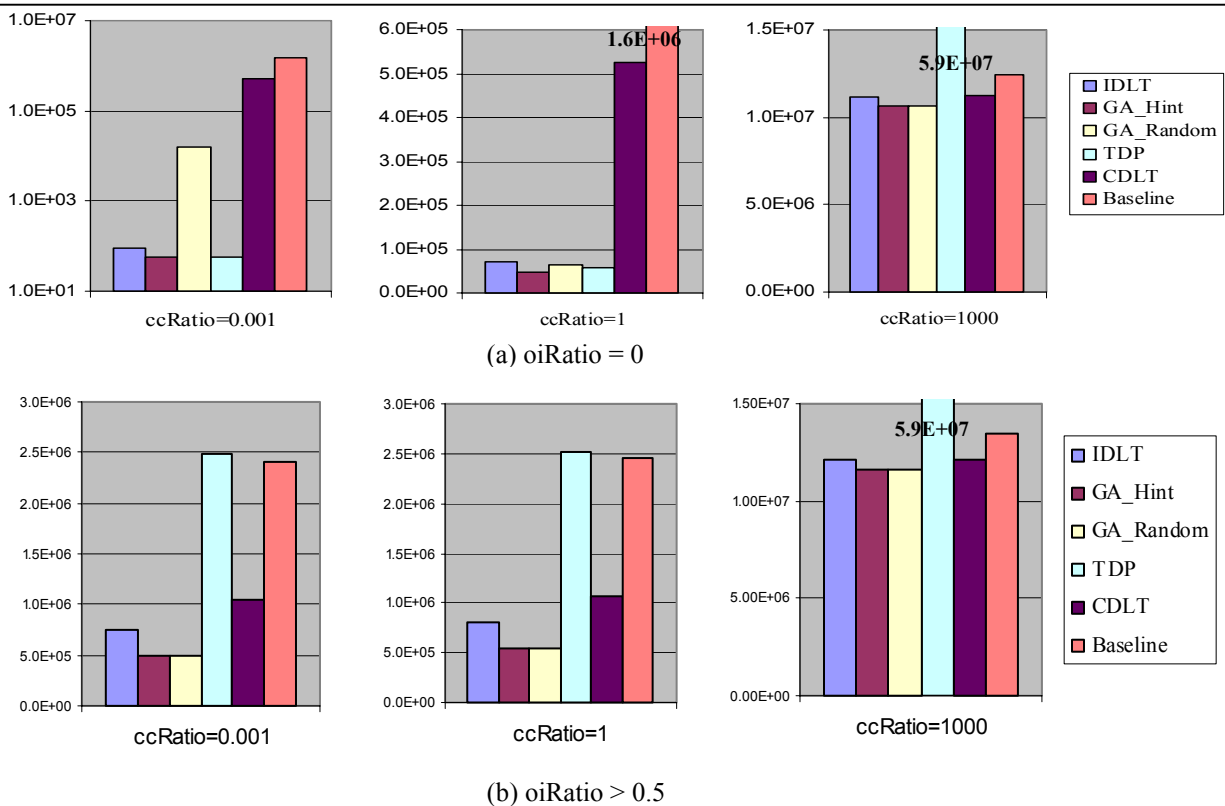 1.0E+07
1.0E+05
1.0E+03
1.0E+01
ccRatio=0.001
6.0E+05
5.0E+05
4.0E+05
3.0E+05
2.0E+05
1.0E+05
0.0E+00
1.6E+06
ccRatio=1
1.5E+07
1.0E+07
5.0E+06
0.0E+00
5.9E+07
ccRatio=1000
IDLT
GA_Hint
GA_Random
TDP
CDLT
Baseline
(a) oiRatio = 0
3.0E+06
2.5E+06
2.0E+06
1.5E+06
1.0E+06
5.0E+05
0.0E+00
ccRatio=0.001
3.0E+06
2.5E+06
2.0E+06
1.5E+06
1.0E+06
5.0E+05
0.0E+00
ccRatio=1
1.50E+07
1.00E+07
5.00E+06
0.00E+00
5.9E+07
ccRatio=1000
IDLT
GA_Hint
GA_Random
TDP
CDLT
Baseline
(b) oiRatio > 0.5